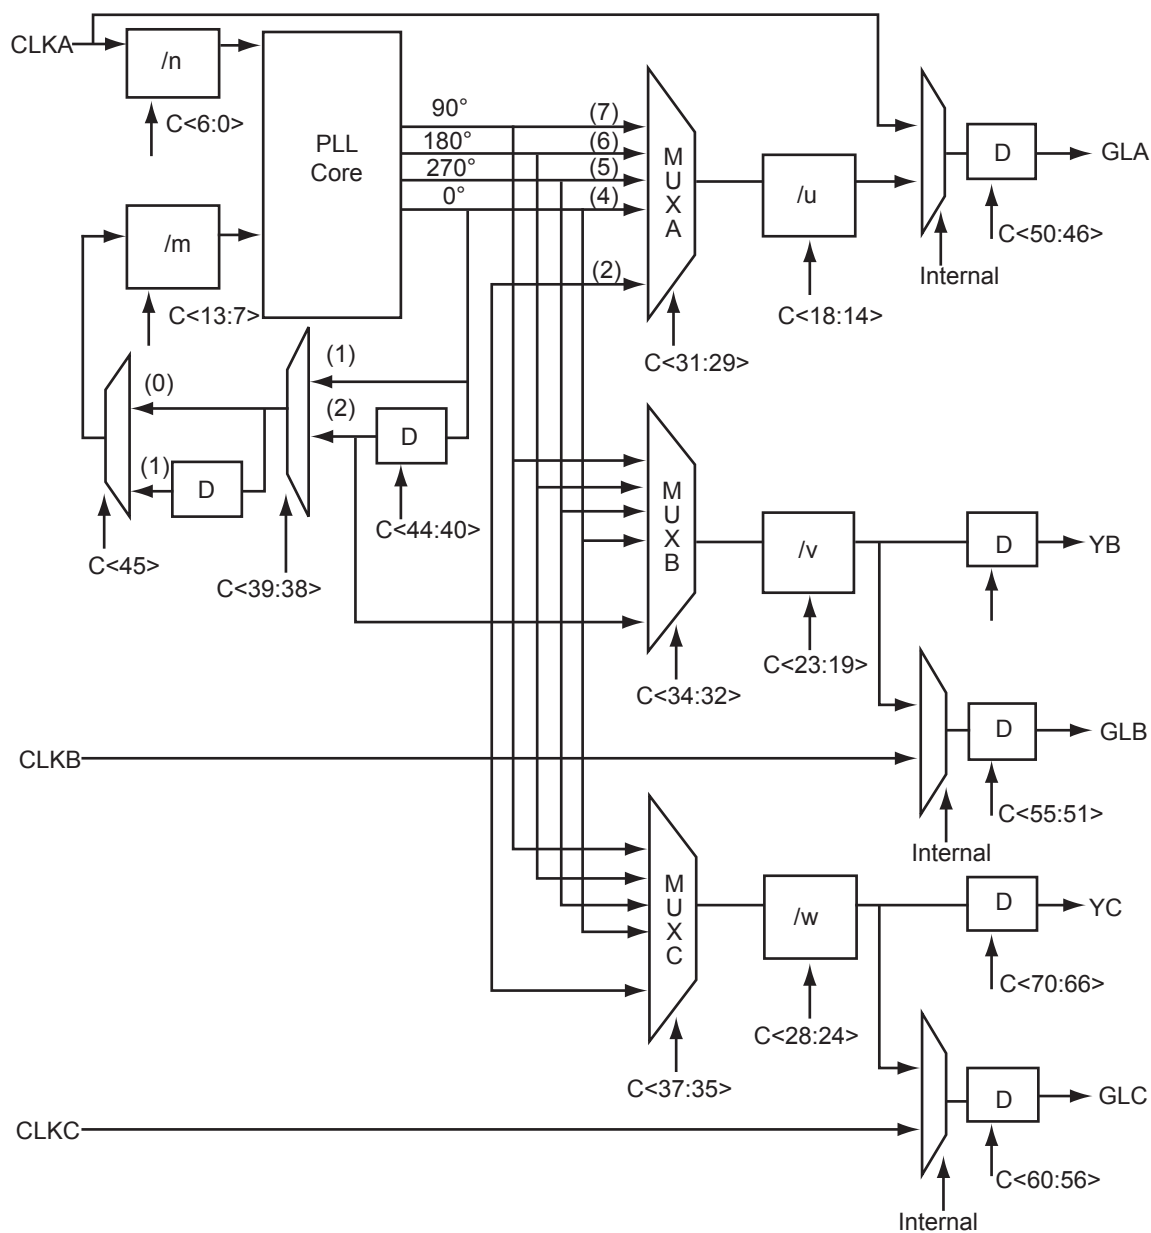 CLKA
/n
C<6:0>
PLL
Core
90°
180°
270°
0°
(7)
(6)
(5)
(4)
(2)
M
U
X
A
/u
D
GLA
C<50:46>
Internal
C<18:14>
C<31:29>
/m
C<13:7>
(1)
(0)
(2)
D
(1)
D
C<44:40>
C<45>
C<39:38>
M
U
X
B
/v
D
YB
C<23:19>
C<34:32>
CLKB
D
GLB
C<55:51>
Internal
M
U
X
C
/w
D
YC
C<70:66>
C<28:24>
C<37:35>
CLKC
D
GLC
C<60:56>
Internal